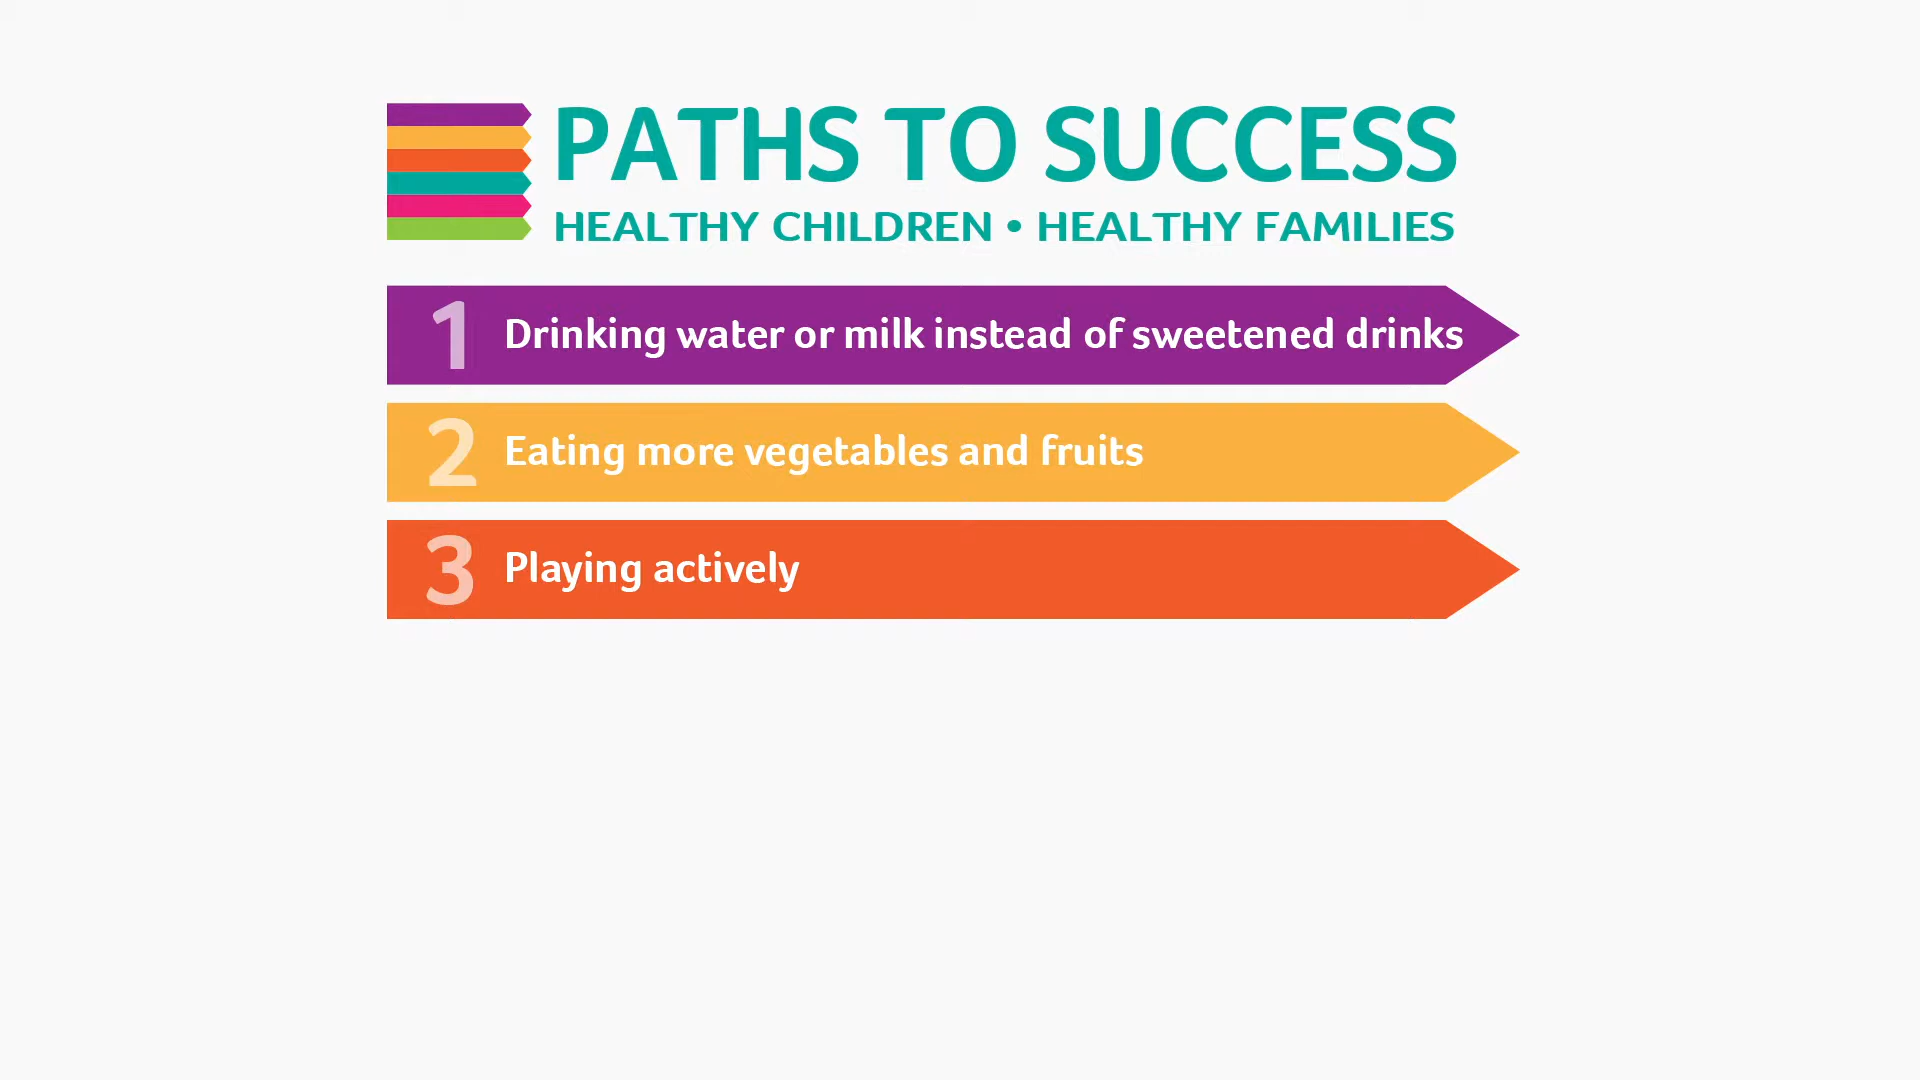 PATHS TO SUCCESS
HEALTHY CHILDREN • HEALTHY FAMILIES
1 Drinking water or milk instead of sweetened drinks
2 Eating more vegetables and fruits
3 Playing actively